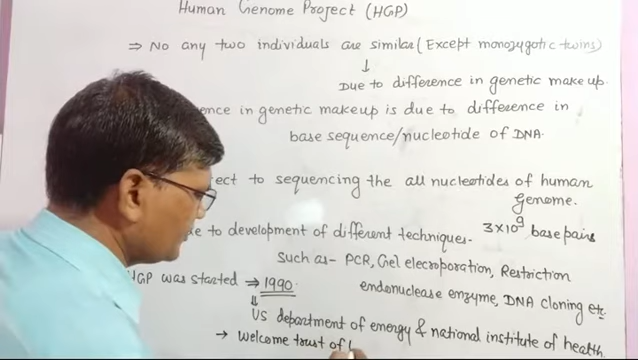 Human Genome Project (HGP)
⇒ No any two individuals are similar (Except monozygotic twins)
↓
Due to difference in genetic make up.
ence in genetic makeup is due to difference in
base sequence/nucleotide of DNA.
ject to sequencing the all nucleotides of human
Genome.
3×10⁹ base pairs
e to development of different techniques.
Such as- PCR, Gel elecroporation, Restriction
endonuclease enzyme, DNA cloning etc.
HGP was started ⇒ 1990.
⇓
US department of energy & national institute of health.
→ Welcome trust of